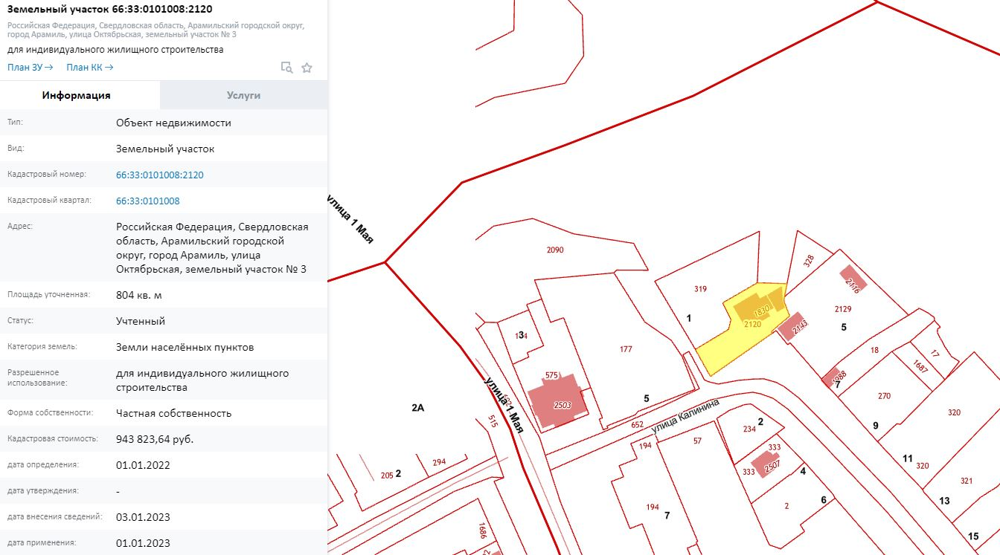 Земельный участок 66:33:0101008:2120
Российская Федерация, Свердловская область, Арамильский городской округ,
город Арамиль, улица Октябрьская, земельный участок № 3
для индивидуального жилищного строительства
План ЗУ → План КК →
Информация Услуги
Тип: Объект недвижимости
Вид: Земельный участок
Кадастровый номер: 66:33:0101008:2120
Кадастровый квартал: 66:33:0101008
Адрес: Российская Федерация, Свердловская
область, Арамильский городской
округ, город Арамиль, улица
Октябрьская, земельный участок № 3
Площадь уточненная: 804 кв. м
Статус: Учтенный
Категория земель: Земли населённых пунктов
Разрешенное использование: для индивидуального жилищного
строительства
Форма собственности: Частная собственность
Кадастровая стоимость: 943 823,64 руб.
дата определения: 01.01.2022
дата утверждения: -
дата внесения сведений: 03.01.2023
дата применения: 01.01.2023
улица 1 Мая
2090
328
2116
319
1
1830
2120
2129
5
2143
3
177
18
17
1687
575
7
2503
5
270
2А
улица 1 Мая
515
652
улица Калинина
320
9
2
234
194
57
333
11
294
205 2
333
2507
4
320
321
6
13
194
7
2
1686
15